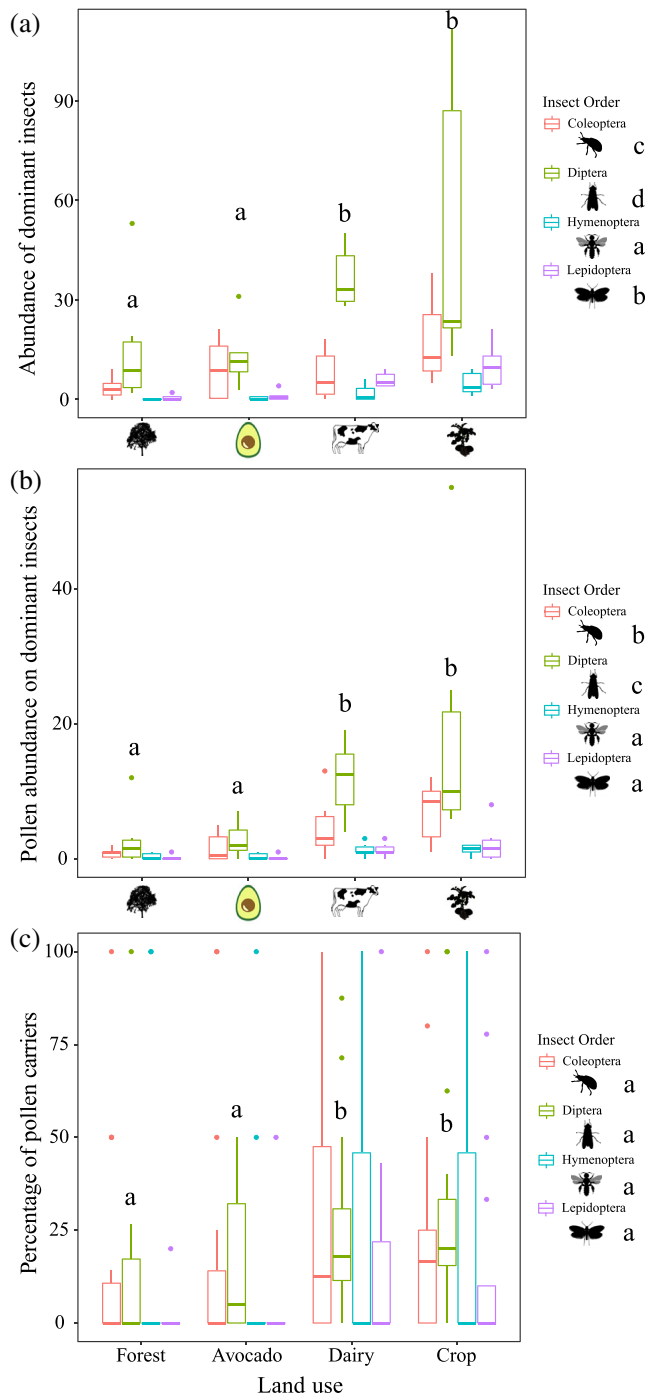 (a)
Abundance of dominant insects
90
60
30
0
a
a
b
b
Insect Order
Coleoptera
c
Diptera
d
Hymenoptera
a
Lepidoptera
b
(b)
Pollen abundance on dominant insects
40
20
0
a
a
b
b
Insect Order
Coleoptera
b
Diptera
c
Hymenoptera
a
Lepidoptera
a
(c)
Percentage of pollen carriers
100
75
50
25
0
a
a
b
b
Insect Order
Coleoptera
a
Diptera
a
Hymenoptera
a
Lepidoptera
a
Forest Avocado Dairy Crop
Land use